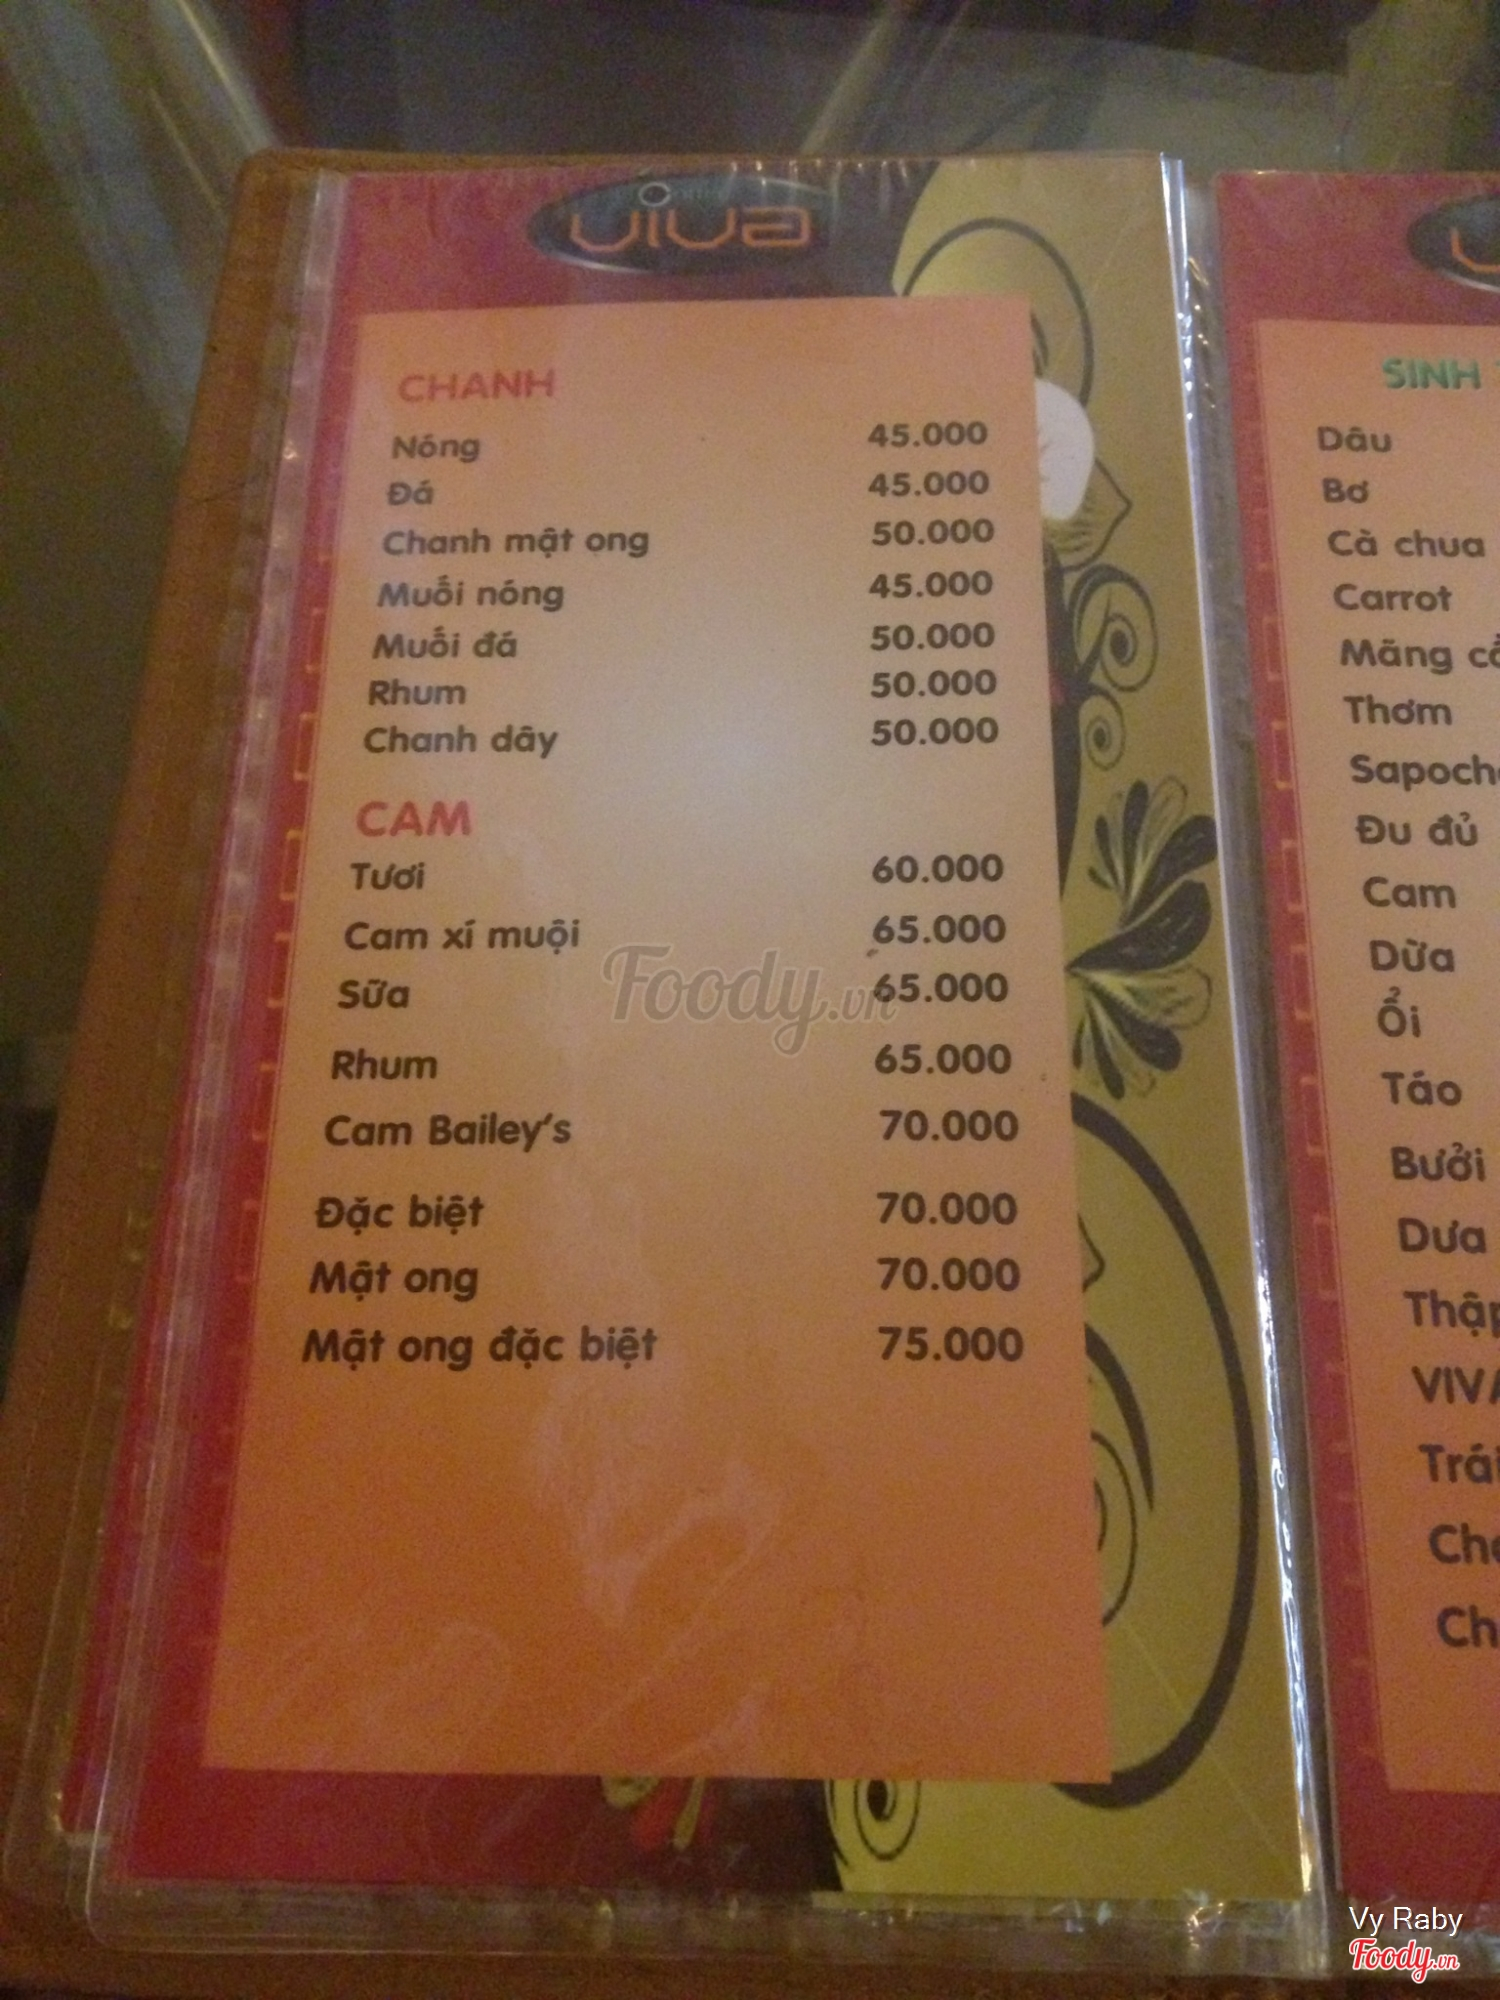 viva
CHANH
Nóng 45.000
Đá 45.000
Chanh mật ong 50.000
Muối nóng 45.000
Muối đá 50.000
Rhum 50.000
Chanh dây 50.000
CAM
Tươi 60.000
Cam xí muội 65.000
Sữa 65.000
Rhum 65.000
Cam Bailey's 70.000
Đặc biệt 70.000
Mật ong 70.000
Mật ong đặc biệt 75.000
Foody.vn
SINH
Dâu
Bơ
Cà chua
Carrot
Mãng
Thơm
Đu đủ
Cam
Dừa
Ổi
Táo
Bưởi
Dưa
Vy Raby
Foody.vn